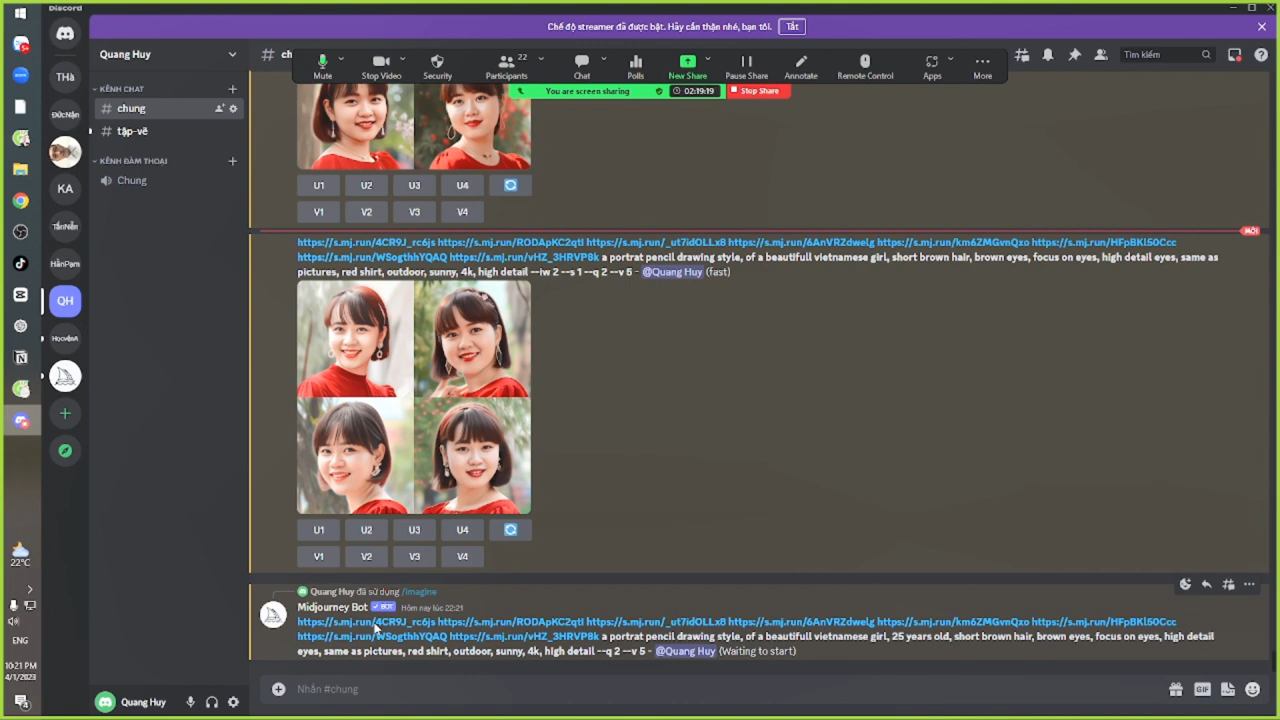 Discord
Chế độ streamer đã được bật. Hãy cẩn thận nhé, bạn tôi.
Tắt
Quang Huy
# ch
Mute
Stop Video
Security
Participants
22
Chat
Polls
New Share
Pause Share
Annotate
Remote Control
Apps
More
Tìm kiếm
You are screen sharing
02:19:19
Stop Share
KÊNH CHAT
# chung
# tập-vẽ
KÊNH ĐÀM THOẠI
Chung
THà
ĐứcNạn
KA
HP
QH
U1 U2 U3 U4
V1 V2 V3 V4
MỚI
https://s.mj.run/4CR9J_rc6js https://s.mj.run/RODApKC2qtI https://s.mj.run/_ut7idOLLx8 https://s.mj.run/6AnVRZdwelg https://s.mj.run/km6ZMGvnQxo https://s.mj.run/HFpBKl50Ccc
https://s.mj.run/WSogthhYQAQ https://s.mj.run/vHZ_3HRVP8k a portrat pencil drawing style, of a beautifull vietnamese girl, short brown hair, brown eyes, focus on eyes, high detail eyes, same as
pictures, red shirt, outdoor, sunny, 4k, high detail --iw 2 --s 1 --q 2 --v 5 - @Quang Huy (fast)
U1 U2 U3 U4
V1 V2 V3 V4
Quang Huy đã sử dụng /imagine
Midjourney Bot BOT Hôm nay lúc 22:21
https://s.mj.run/4CR9J_rc6js https://s.mj.run/RODApKC2qtI https://s.mj.run/_ut7idOLLx8 https://s.mj.run/6AnVRZdwelg https://s.mj.run/km6ZMGvnQxo https://s.mj.run/HFpBKl50Ccc
https://s.mj.run/WSogthhYQAQ https://s.mj.run/vHZ_3HRVP8k a portrat pencil drawing style, of a beautifull vietnamese girl, 25 years old, short brown hair, brown eyes, focus on eyes, high detail
eyes, same as pictures, red shirt, outdoor, sunny, 4k, high detail --q 2 --v 5 - @Quang Huy (Waiting to start)
Nhắn #chung
GIF
Quang Huy
22°C
ENG
10:21 PM
4/1/2023